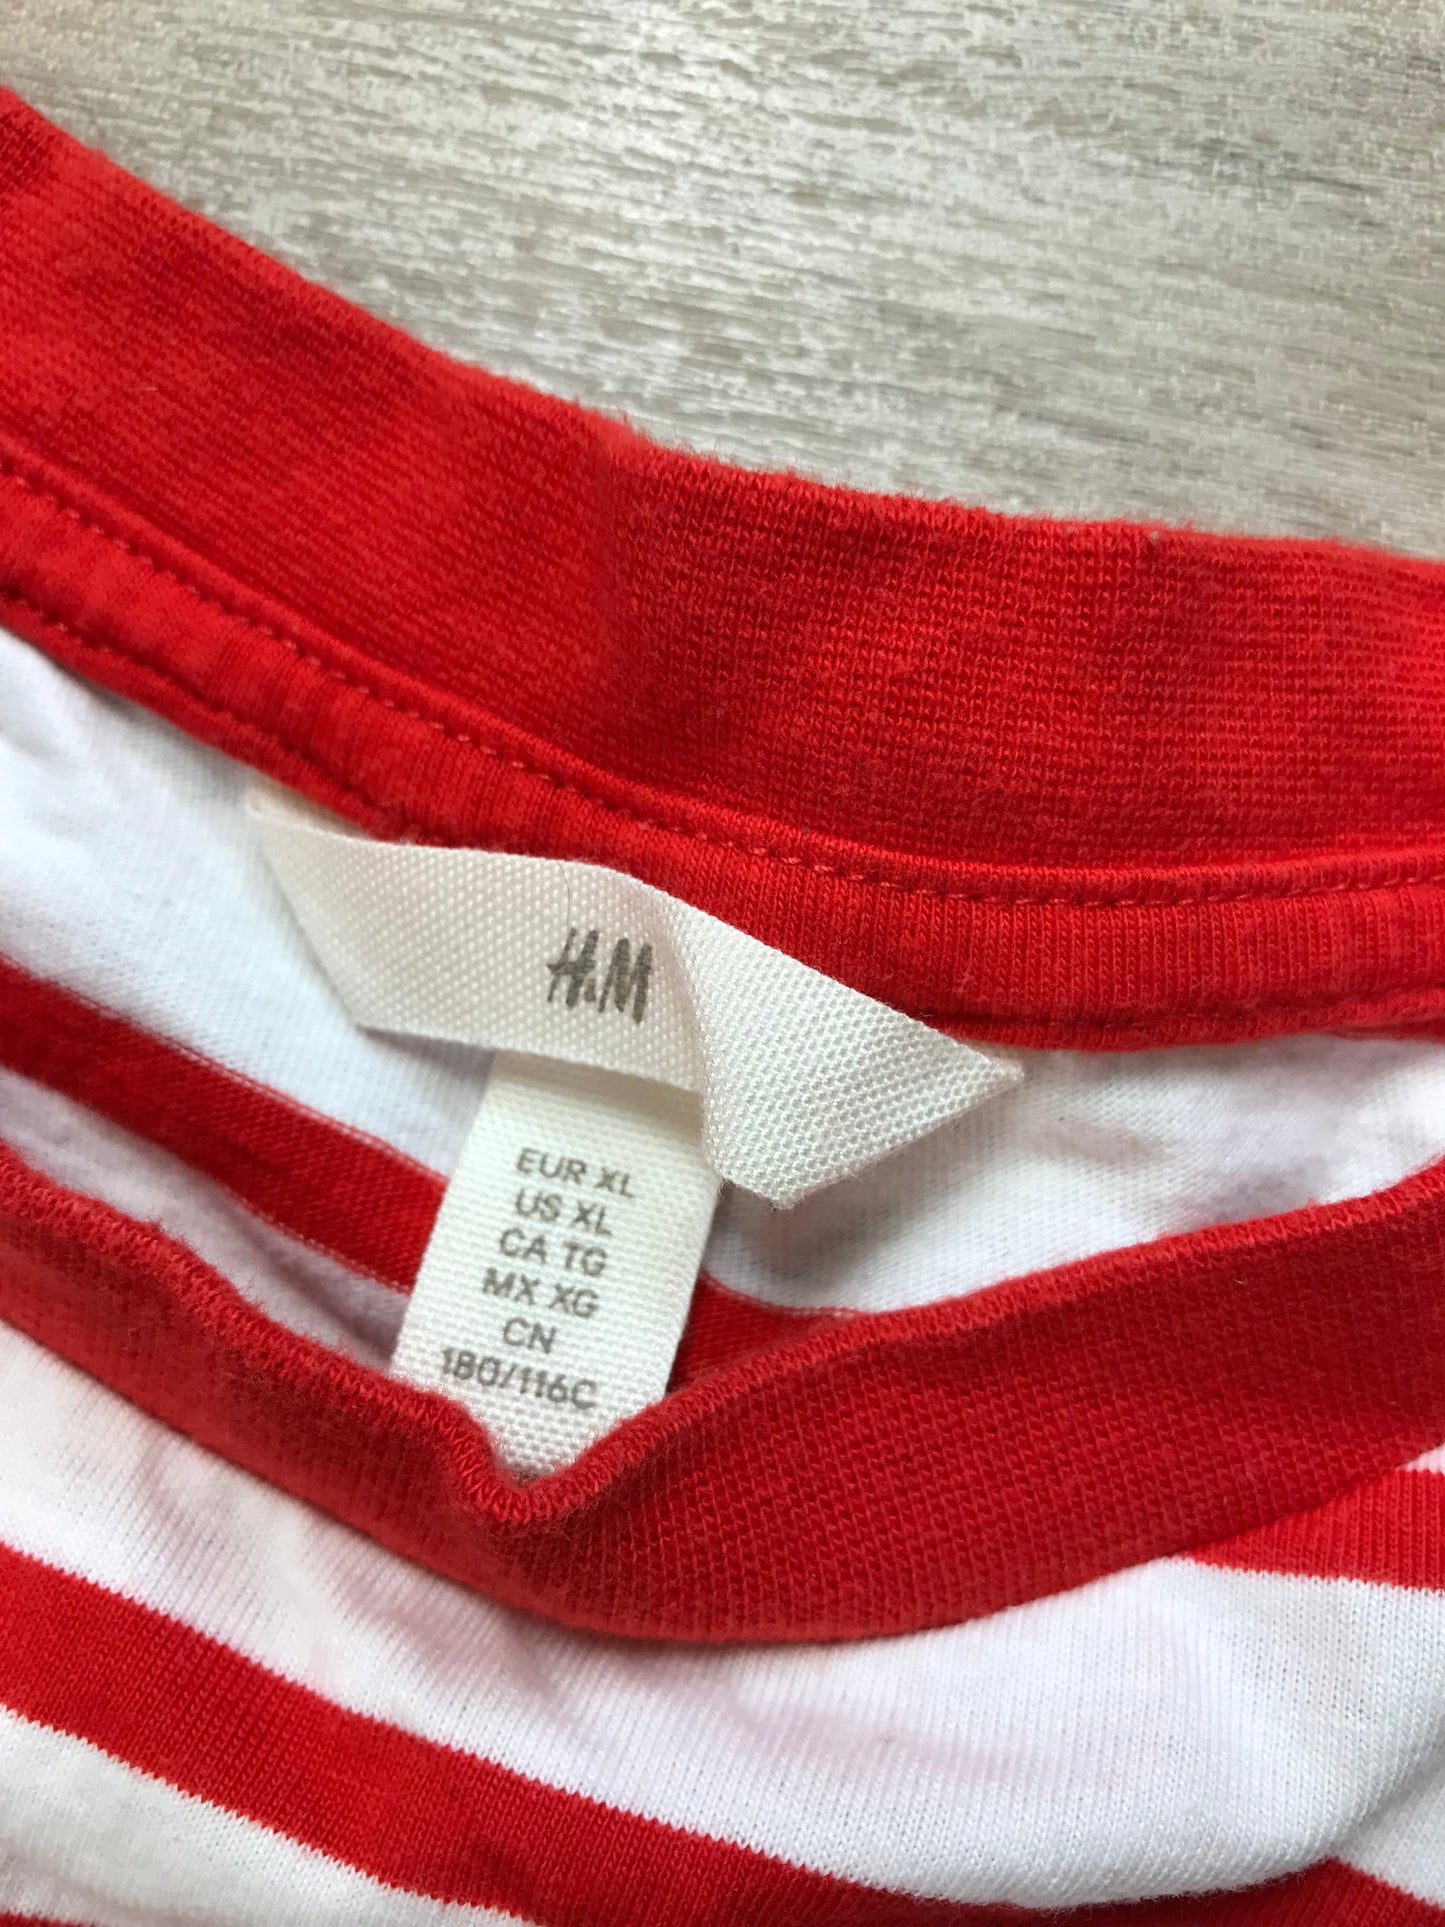 H&M
EUR XL
US XL
CA TG
MX XG
CN
180/116C